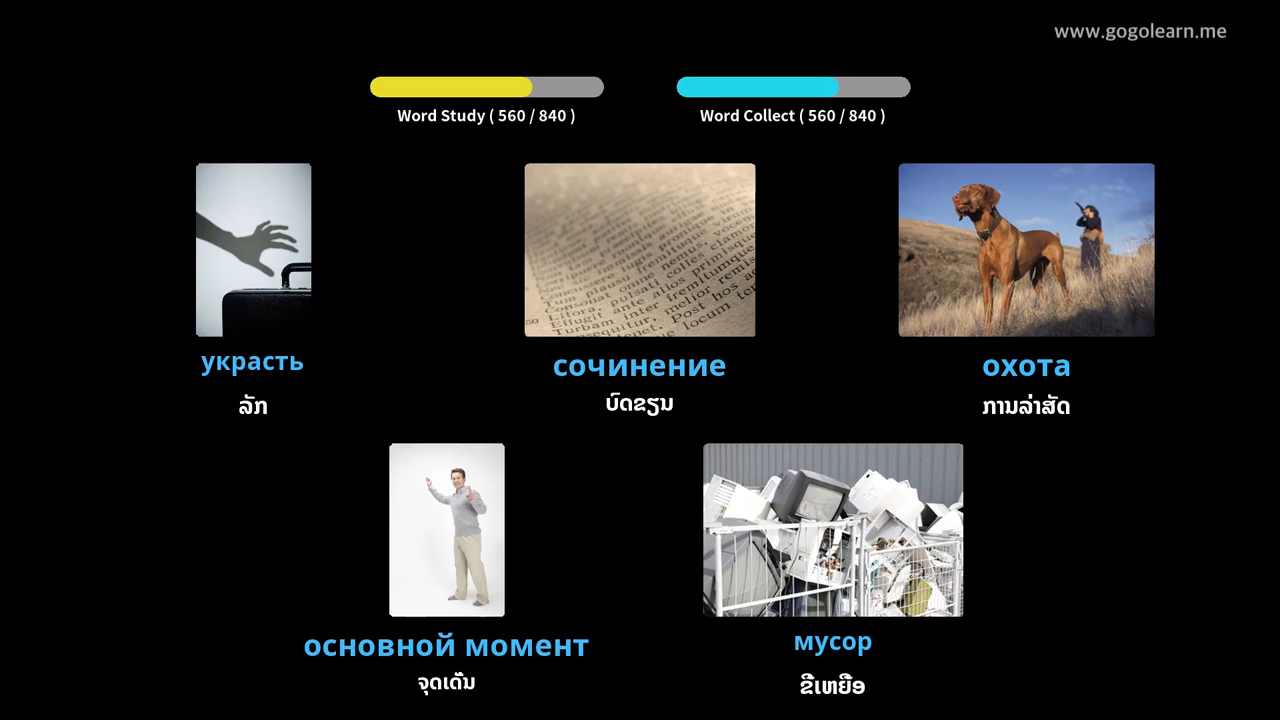 www.gogolearn.me
Word Study ( 560 / 840 )
Word Collect ( 560 / 840 )
украсть
ລັກ
сочинение
ບົດຂຽນ
охота
ການລ່າສັດ
основной момент
ຈຸດເດັ່ນ
мусор
ຂີ້ເຫຍື້ອ